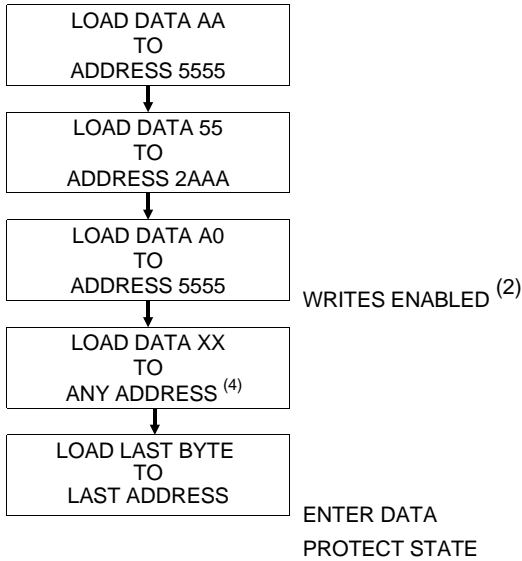 LOAD DATA AA
TO
ADDRESS 5555
LOAD DATA 55
TO
ADDRESS 2AAA
LOAD DATA A0
TO
ADDRESS 5555
WRITES ENABLED (2)
LOAD DATA XX
TO
ANY ADDRESS (4)
LOAD LAST BYTE
TO
LAST ADDRESS
ENTER DATA
PROTECT STATE